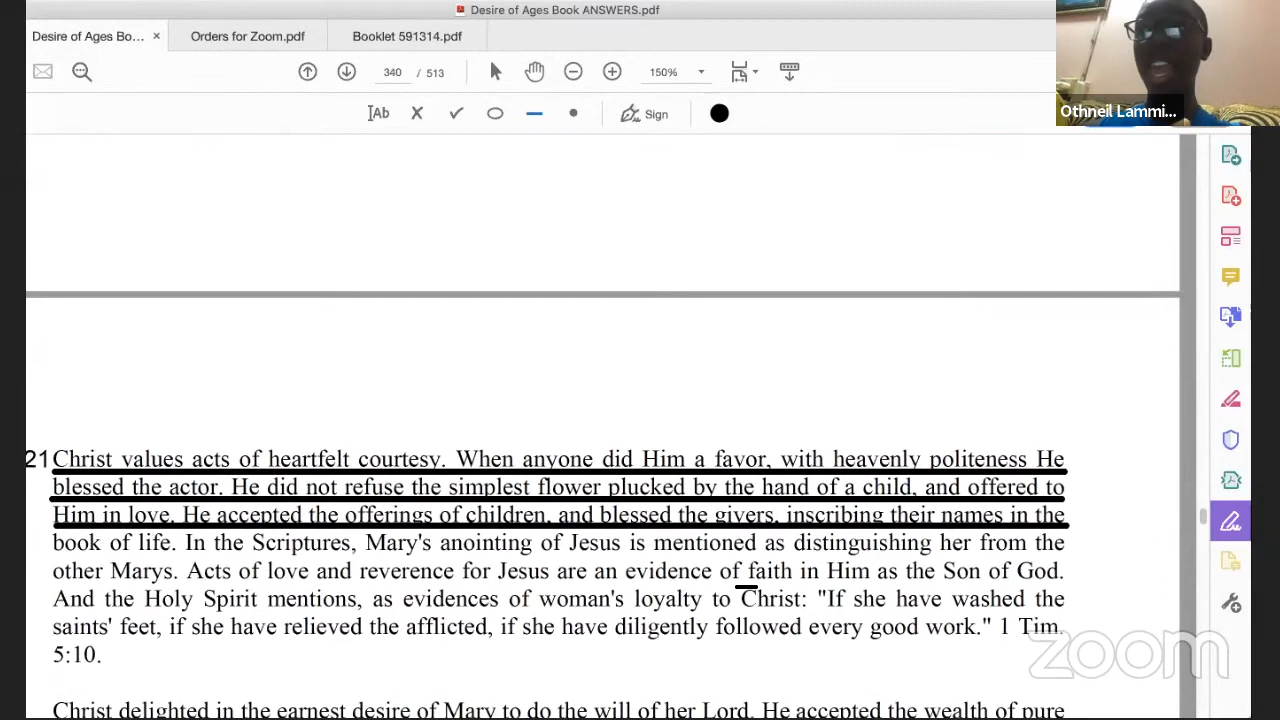 Desire of Ages Book ANSWERS.pdf
Desire of Ages Bo... ×
Orders for Zoom.pdf
Booklet 591314.pdf
340 / 513
150%
Ab
Sign
Othneil Lammi...
21 Christ values acts of heartfelt courtesy. When anyone did Him a favor, with heavenly politeness He
blessed the actor. He did not refuse the simplest flower plucked by the hand of a child, and offered to
Him in love. He accepted the offerings of children, and blessed the givers, inscribing their names in the
book of life. In the Scriptures, Mary's anointing of Jesus is mentioned as distinguishing her from the
other Marys. Acts of love and reverence for Jesus are an evidence of faith in Him as the Son of God.
And the Holy Spirit mentions, as evidences of woman's loyalty to Christ: "If she have washed the
saints' feet, if she have relieved the afflicted, if she have diligently followed every good work." 1 Tim.
5:10.
zoom
Christ delighted in the earnest desire of Mary to do the will of her Lord. He accepted the wealth of pure